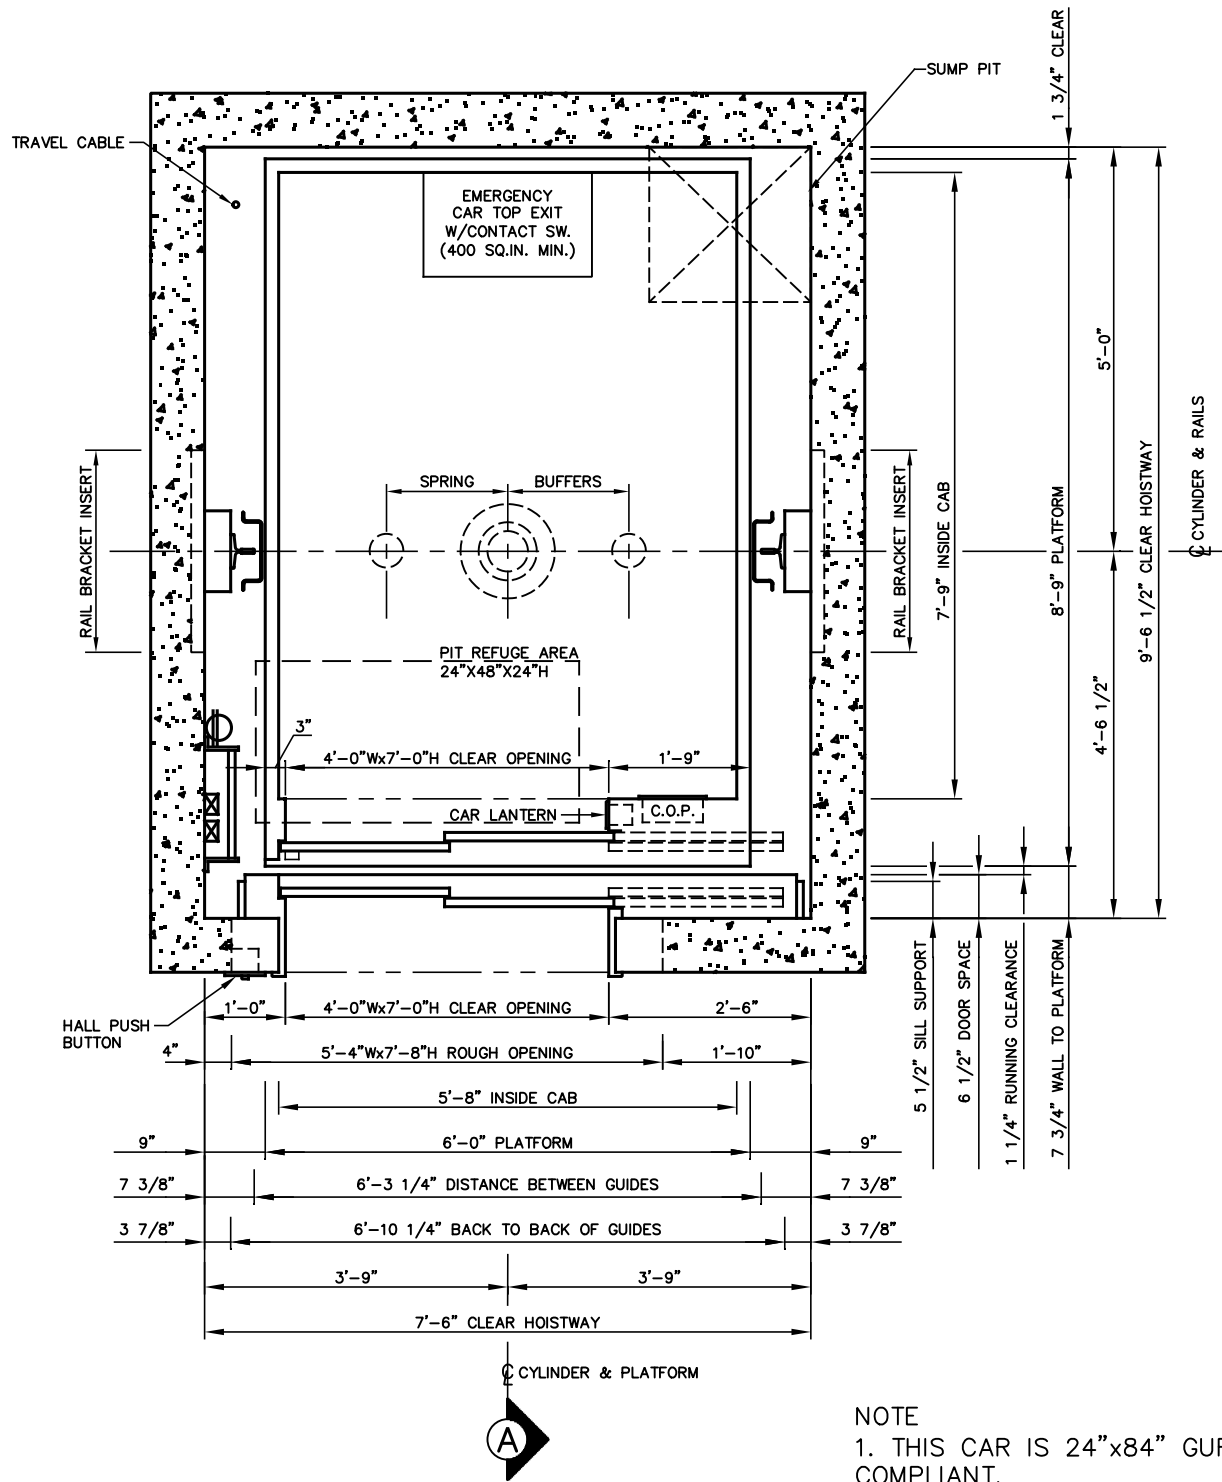 1 3/4" CLEAR
SUMP PIT
TRAVEL CABLE
EMERGENCY
CAR TOP EXIT
W/CONTACT SW.
(400 SQ.IN. MIN.)
5'-0"
SPRING
BUFFERS
RAIL BRACKET INSERT
RAIL BRACKET INSERT
7'-9" INSIDE CAB
8'-9" PLATFORM
9'-6 1/2" CLEAR HOISTWAY
℄ CYLINDER & RAILS
PIT REFUGE AREA
24"X48"X24"H
4'-6 1/2"
3"
4'-0"Wx7'-0"H CLEAR OPENING
1'-9"
CAR LANTERN
C.O.P.
HALL PUSH
BUTTON
1'-0"
4'-0"Wx7'-0"H CLEAR OPENING
2'-6"
4"
5'-4"Wx7'-8"H ROUGH OPENING
1'-10"
5 1/2" SILL SUPPORT
6 1/2" DOOR SPACE
1 1/4" RUNNING CLEARANCE
7 3/4" WALL TO PLATFORM
5'-8" INSIDE CAB
9"
6'-0" PLATFORM
9"
7 3/8"
6'-3 1/4" DISTANCE BETWEEN GUIDES
7 3/8"
3 7/8"
6'-10 1/4" BACK TO BACK OF GUIDES
3 7/8"
3'-9"
3'-9"
7'-6" CLEAR HOISTWAY
℄ CYLINDER & PLATFORM
A
NOTE
1. THIS CAR IS 24"x84"
COMPLIANT.